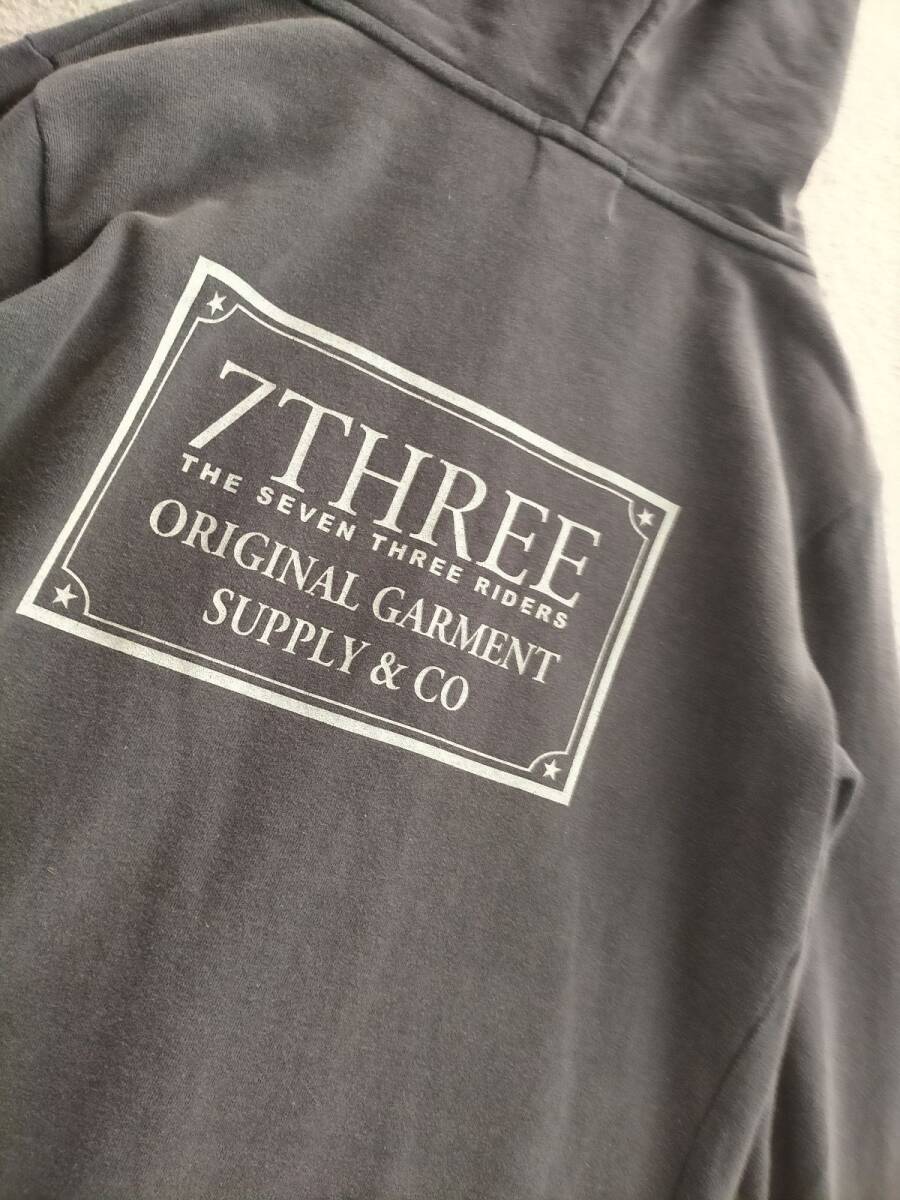 7THREE
THE SEVEN THREE RIDERS
ORIGINAL GARMENT
SUPPLY & CO